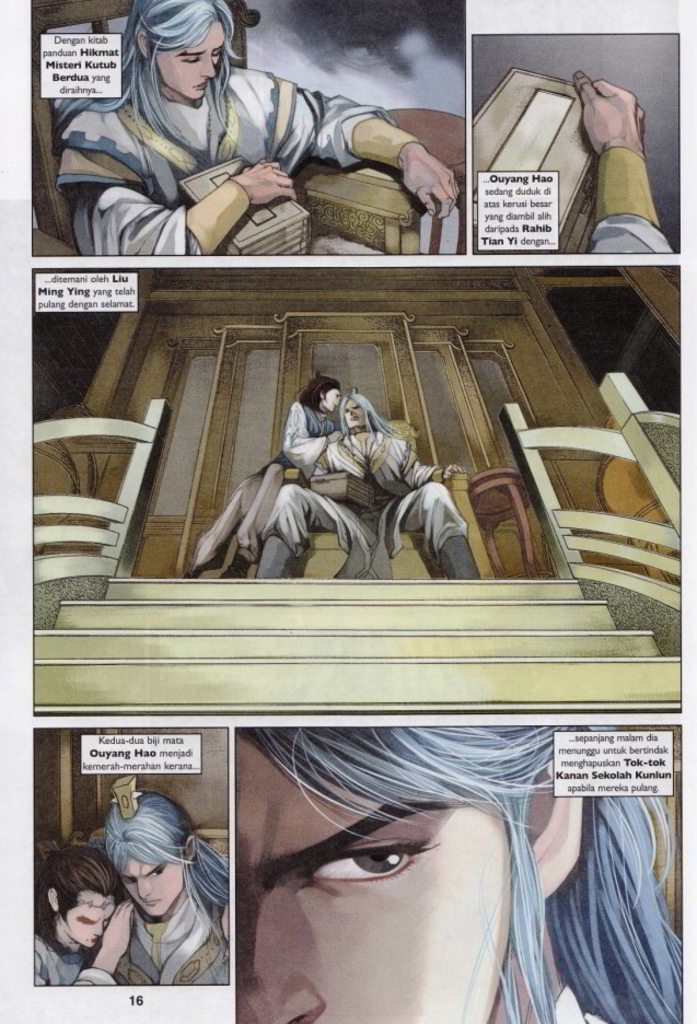 Dengan kitab
panduan Hikmat
Misteri Kutub
Berdua yang
diraihnya...
...Ouyang Hao
sedang duduk di
atas kerusi besar
yang diambil alih
daripada Rahib
Tian Yi dengan...
...ditemani oleh Liu
Ming Ying yang telah
pulang dengan selamat.
Kedua-dua biji mata
Ouyang Hao menjadi
kemerah-merahan kerana...
...sepanjang malam dia
menunggu untuk bertindak
menghapuskan Tok-tok
Kanan Sekolah Kunlun
apabila mereka pulang.
16